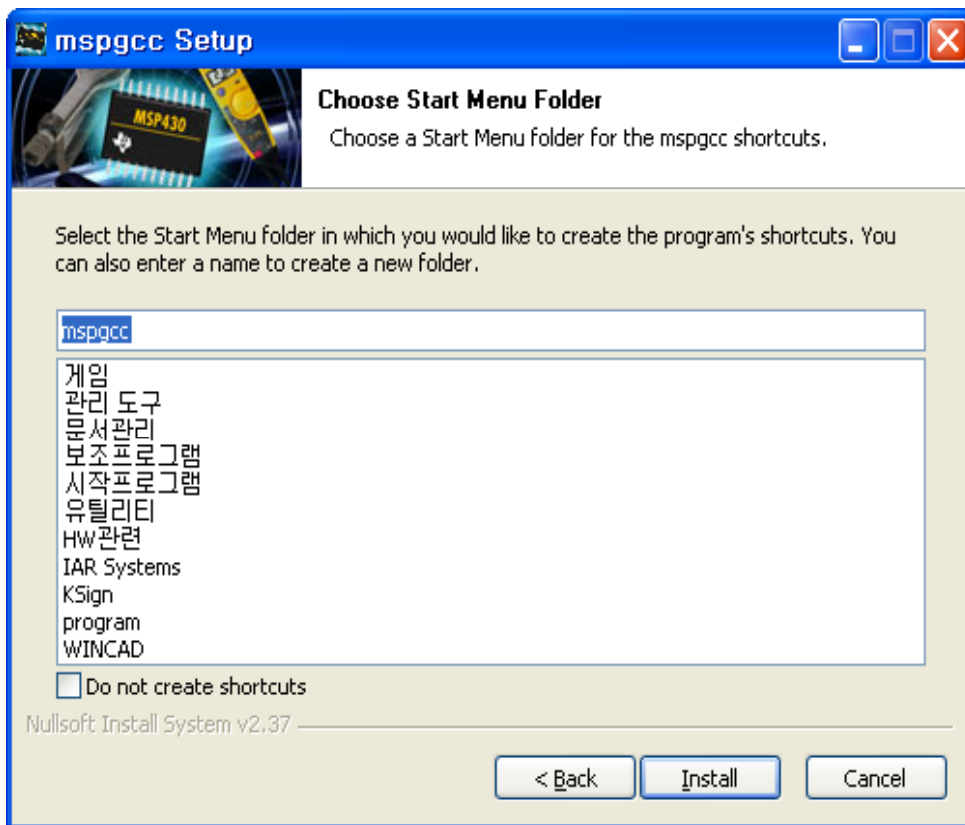 mspgcc Setup
MSP430
Choose Start Menu Folder
Choose a Start Menu folder for the mspgcc shortcuts.
Select the Start Menu folder in which you would like to create the program's shortcuts. You
can also enter a name to create a new folder.
mspgcc
게임
관리 도구
문서관리
보조프로그램
시작프로그램
유틸리티
HW관련
IAR Systems
KSign
program
WINCAD
Do not create shortcuts
Nullsoft Install System v2.37
< Back
Install
Cancel